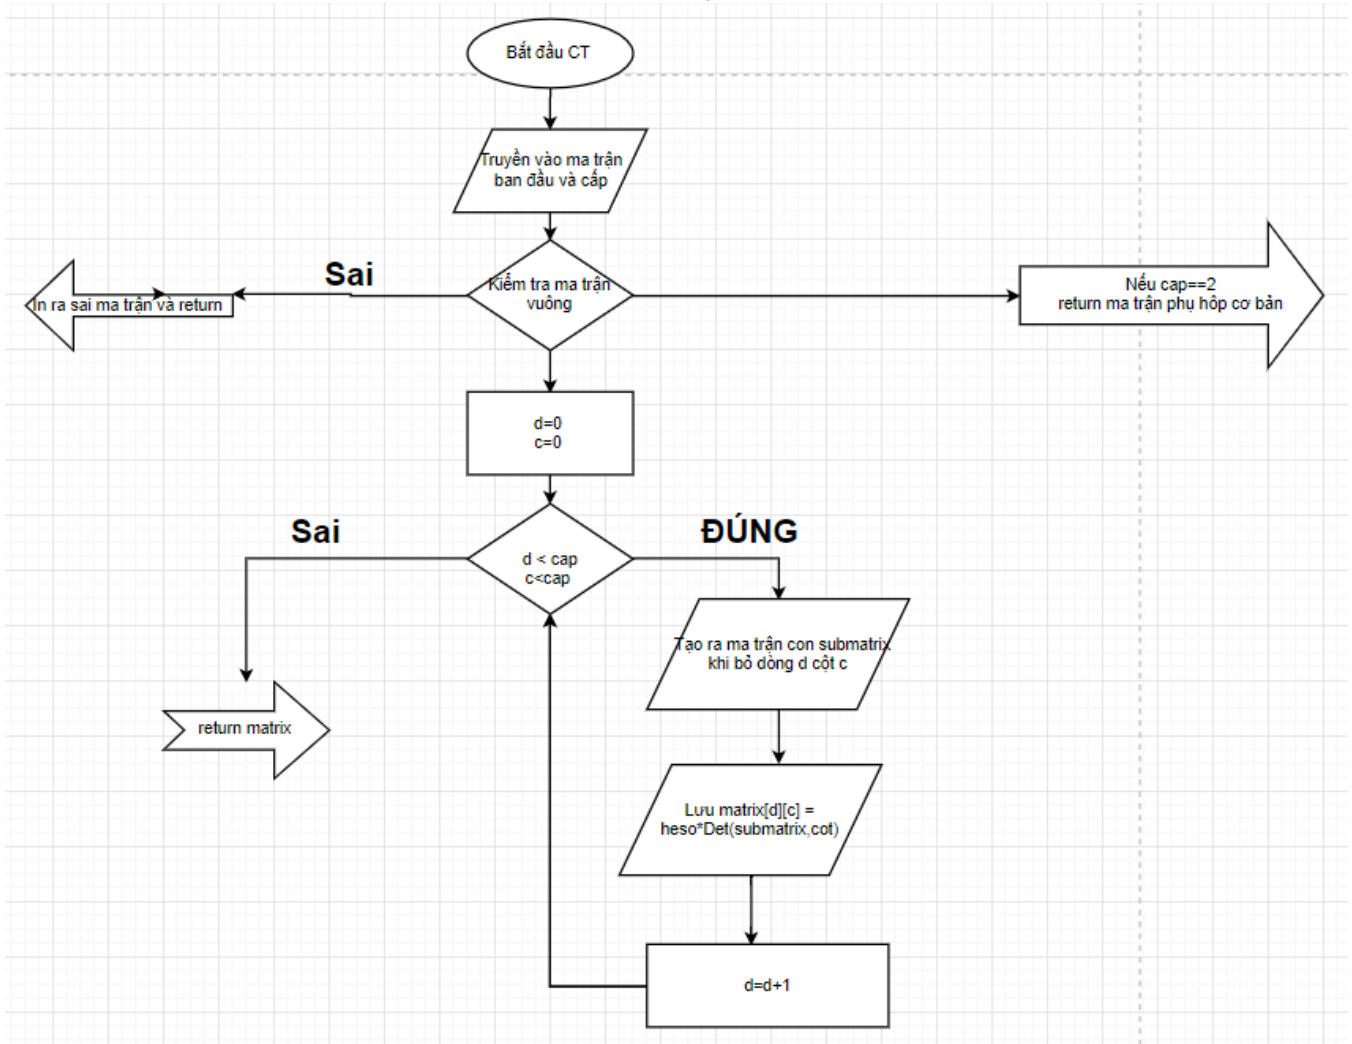 Bắt đầu CT
Truyền vào ma trận
ban đầu và cấp
Sai
Kiểm tra ma trận
vuông
In ra sai ma trận và return
Nếu cap==2
return ma trận phụ hôp cơ bản
d=0
c=0
Sai
ĐÚNG
d < cap
c<cap
Tạo ra ma trận con submatrix
khi bỏ dòng d cột c
return matrix
Lưu matrix[d][c] =
heso*Det(submatrix,cot)
d=d+1